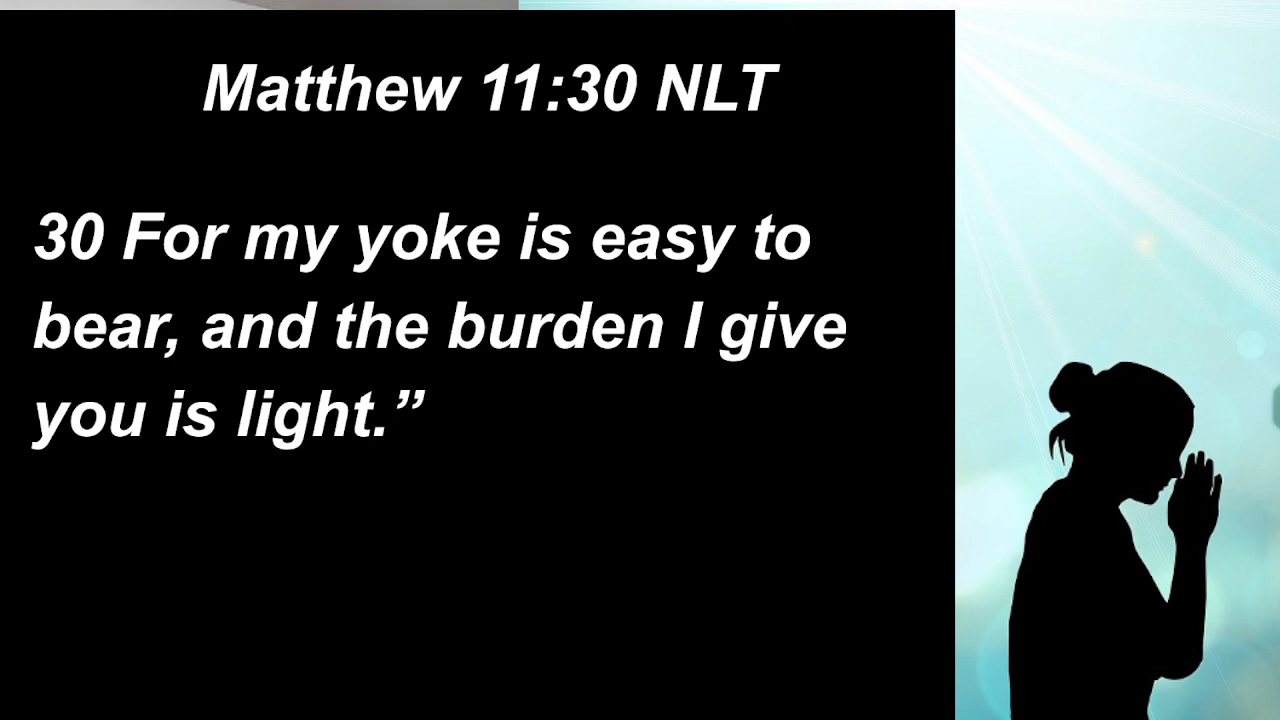 Matthew 11:30 NLT
30 For my yoke is easy to
bear, and the burden I give
you is light.”